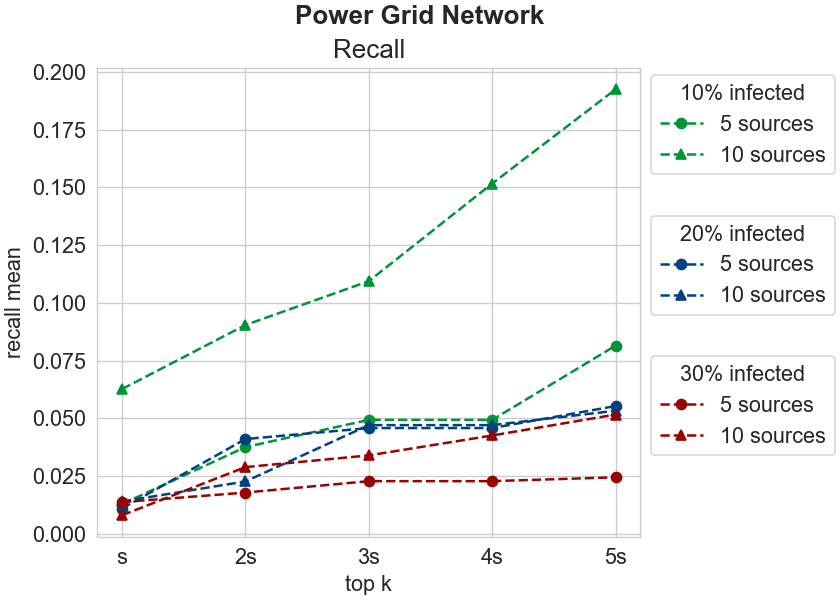 Power Grid Network
Recall
0.200
0.175
0.150
0.125
0.100
0.075
0.050
0.025
0.000
recall mean
s 2s 3s 4s 5s
top k
10% infected
5 sources
10 sources
20% infected
5 sources
10 sources
30% infected
5 sources
10 sources